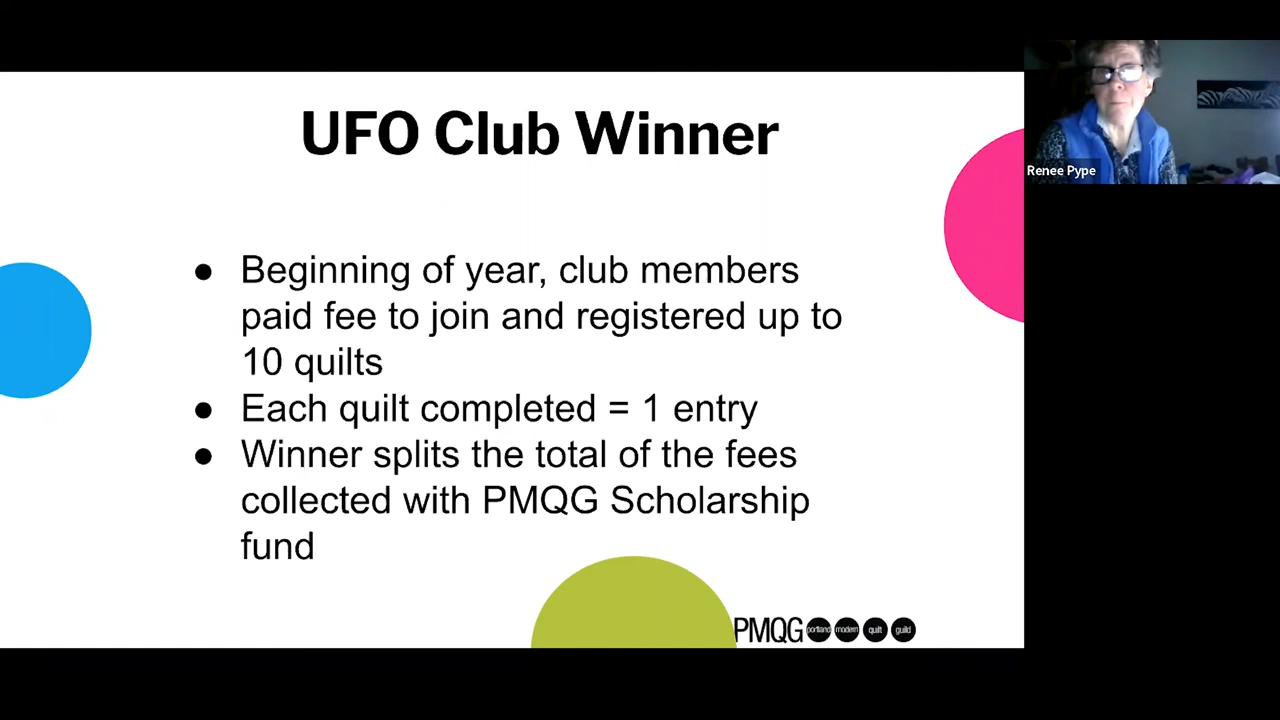 UFO Club Winner
Renee Pype
● Beginning of year, club members
paid fee to join and registered up to
10 quilts
● Each quilt completed = 1 entry
● Winner splits the total of the fees
collected with PMQG Scholarship
fund
PMQG portland modern quilt guild